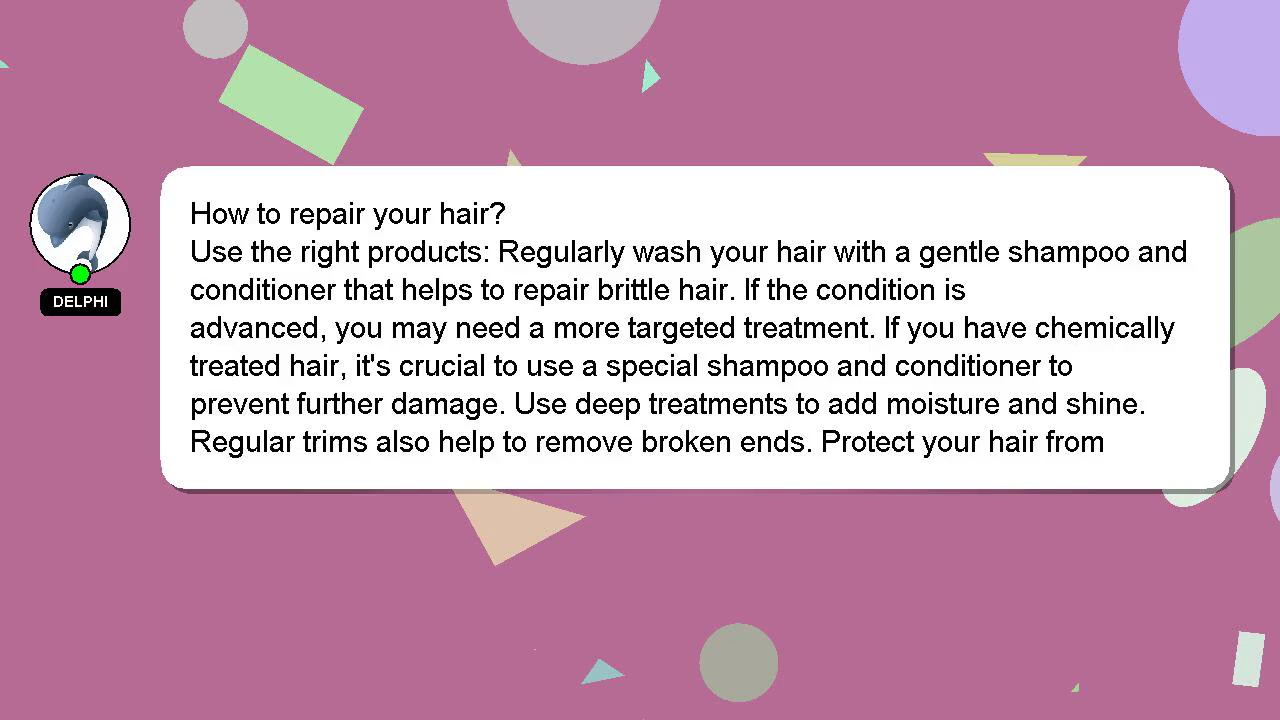 How to repair your hair?
Use the right products: Regularly wash your hair with a gentle shampoo and
conditioner that helps to repair brittle hair. If the condition is
advanced, you may need a more targeted treatment. If you have chemically
treated hair, it's crucial to use a special shampoo and conditioner to
prevent further damage. Use deep treatments to add moisture and shine.
Regular trims also help to remove broken ends. Protect your hair from
DELPHI